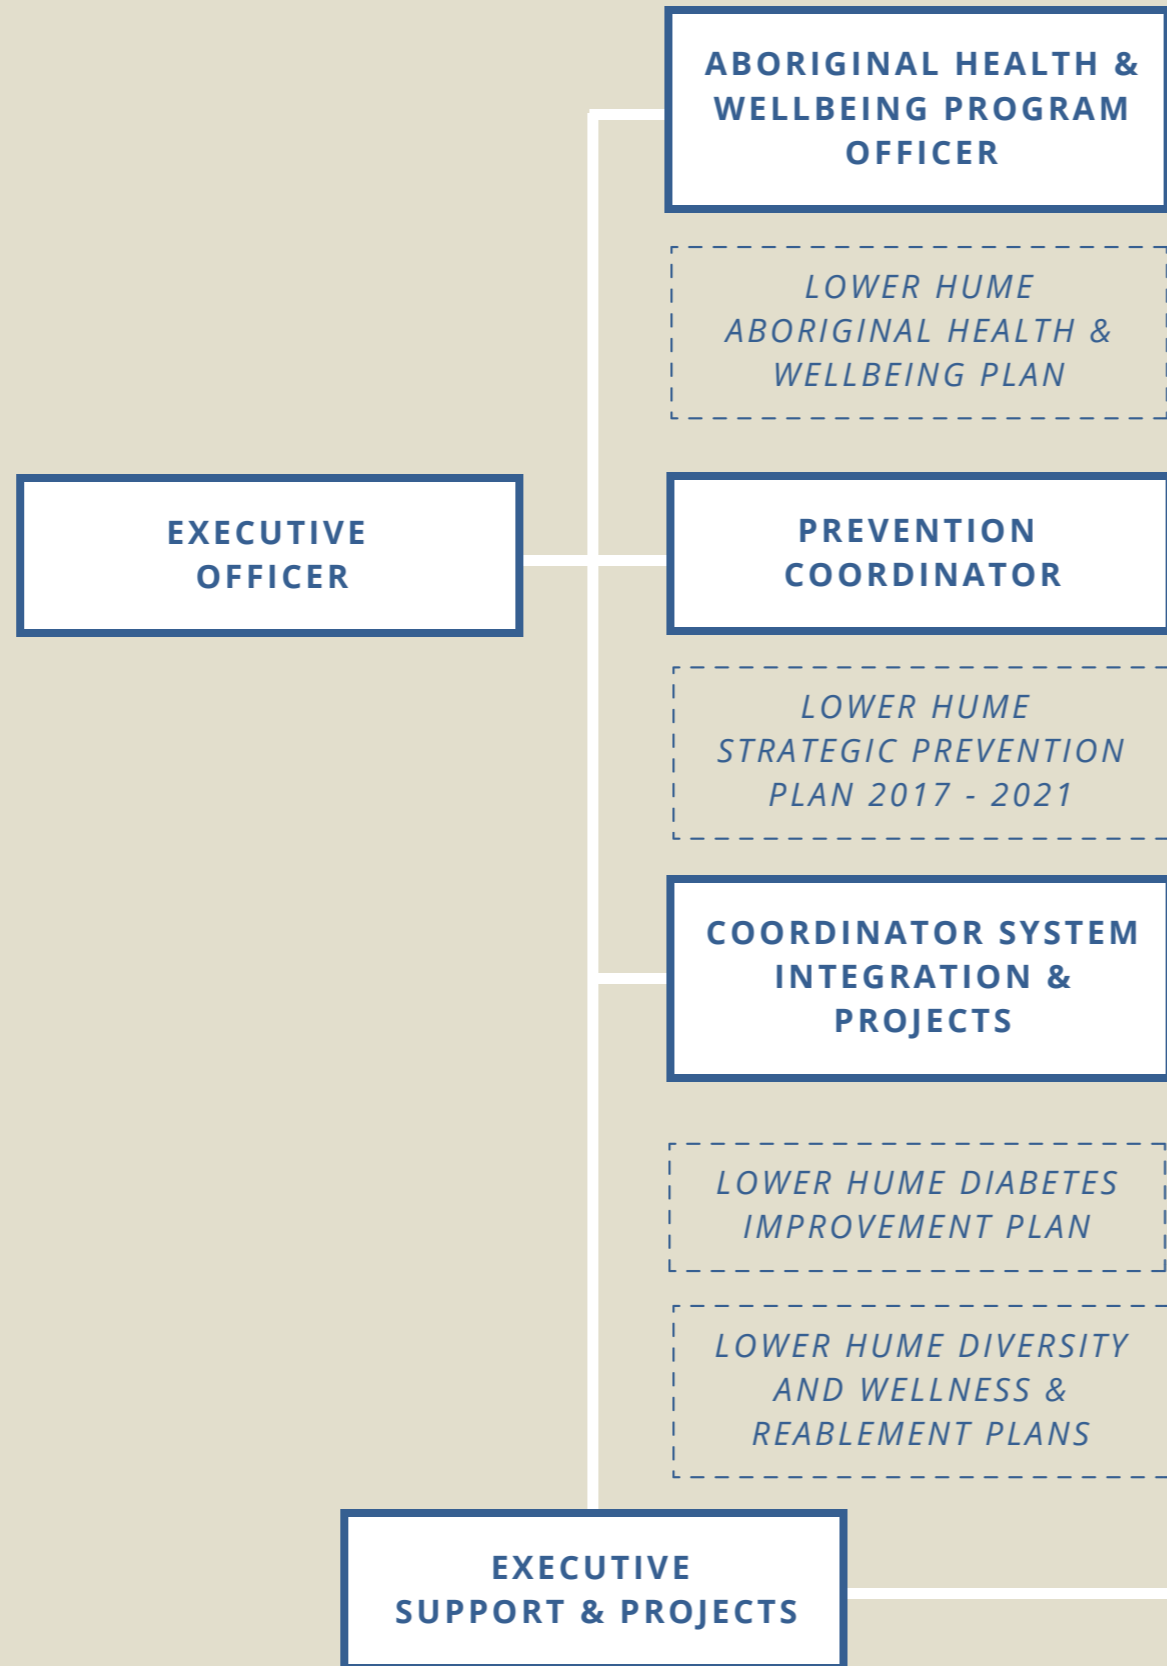 ABORIGINAL HEALTH &
WELLBEING PROGRAM
OFFICER
LOWER HUME
ABORIGINAL HEALTH &
WELLBEING PLAN
EXECUTIVE
OFFICER
PREVENTION
COORDINATOR
LOWER HUME
STRATEGIC PREVENTION
PLAN 2017 - 2021
COORDINATOR SYSTEM
INTEGRATION &
PROJECTS
LOWER HUME DIABETES
IMPROVEMENT PLAN
LOWER HUME DIVERSITY
AND WELLNESS &
REABLEMENT PLANS
EXECUTIVE
SUPPORT & PROJECTS